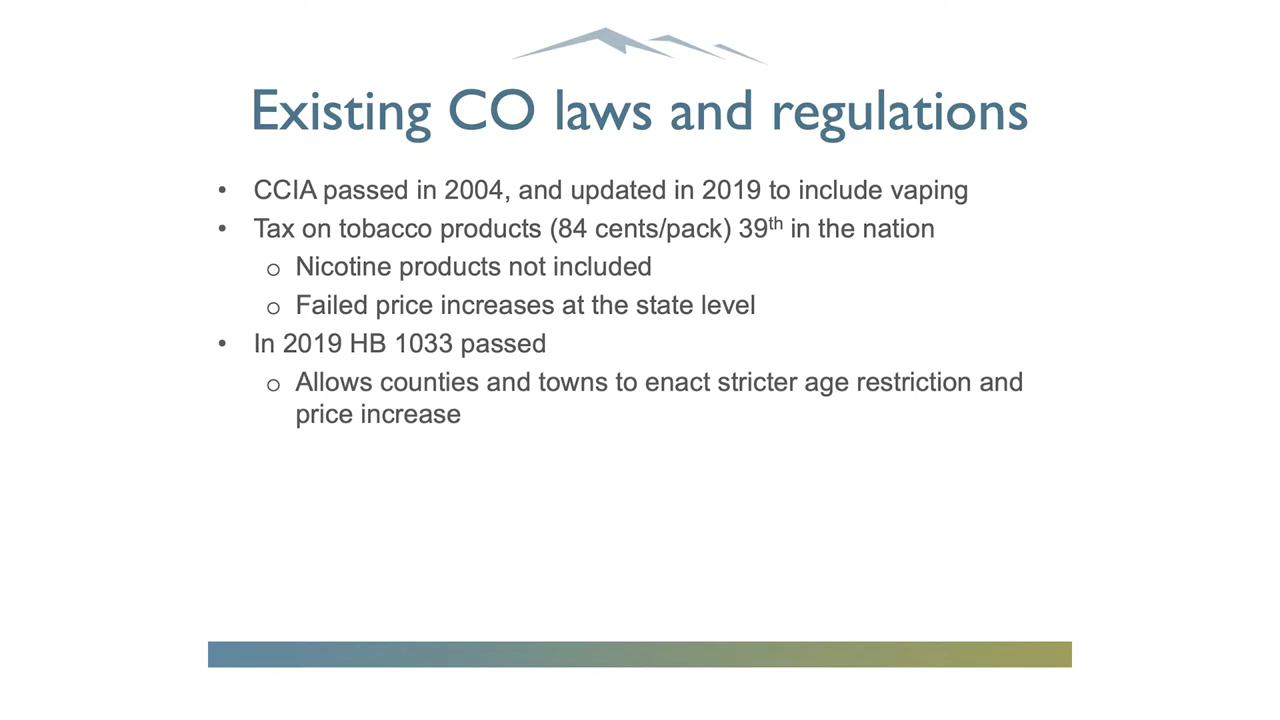 Existing CO laws and regulations
• CCIA passed in 2004, and updated in 2019 to include vaping
• Tax on tobacco products (84 cents/pack) 39th in the nation
o Nicotine products not included
o Failed price increases at the state level
• In 2019 HB 1033 passed
o Allows counties and towns to enact stricter age restriction and
price increase